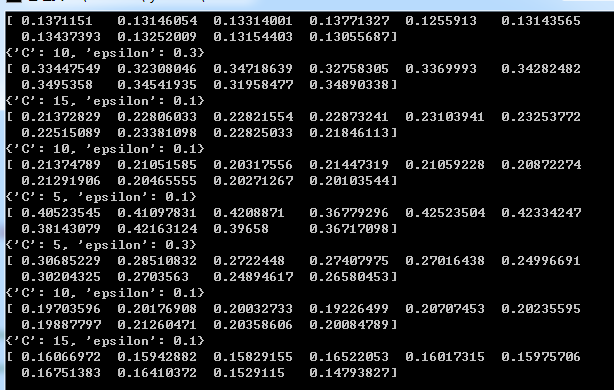 [ 0.1371151 0.13146054 0.13314001 0.13771327 0.1255913 0.13143565
0.13437393 0.13252009 0.13154403 0.13055687]
{'C': 10, 'epsilon': 0.3}
[ 0.33447549 0.32308046 0.34718639 0.32758305 0.3369993 0.34282482
0.3495358 0.34541935 0.31958477 0.34890338]
{'C': 15, 'epsilon': 0.1}
[ 0.21372829 0.22806033 0.22821554 0.22873241 0.23103941 0.23253772
0.22515089 0.23381098 0.22825033 0.21846113]
{'C': 10, 'epsilon': 0.1}
[ 0.21374789 0.21051585 0.20317556 0.21447319 0.21059228 0.20872274
0.21291906 0.20465555 0.20271267 0.20103544]
{'C': 5, 'epsilon': 0.1}
[ 0.40523545 0.41097831 0.4208871 0.36779296 0.42523504 0.42334247
0.38143079 0.42163124 0.39658 0.36717098]
{'C': 5, 'epsilon': 0.3}
[ 0.30685229 0.28510832 0.2722448 0.27407975 0.27016438 0.24996691
0.30204325 0.2703563 0.24894617 0.26580453]
{'C': 10, 'epsilon': 0.1}
[ 0.19703596 0.20176908 0.20032733 0.19226499 0.19707453 0.20235595
0.19887797 0.21260471 0.20358606 0.20084789]
{'C': 15, 'epsilon': 0.1}
[ 0.16066972 0.15942882 0.15829155 0.16522053 0.16017315 0.15975706
0.16751383 0.16410372 0.1529115 0.14793827]